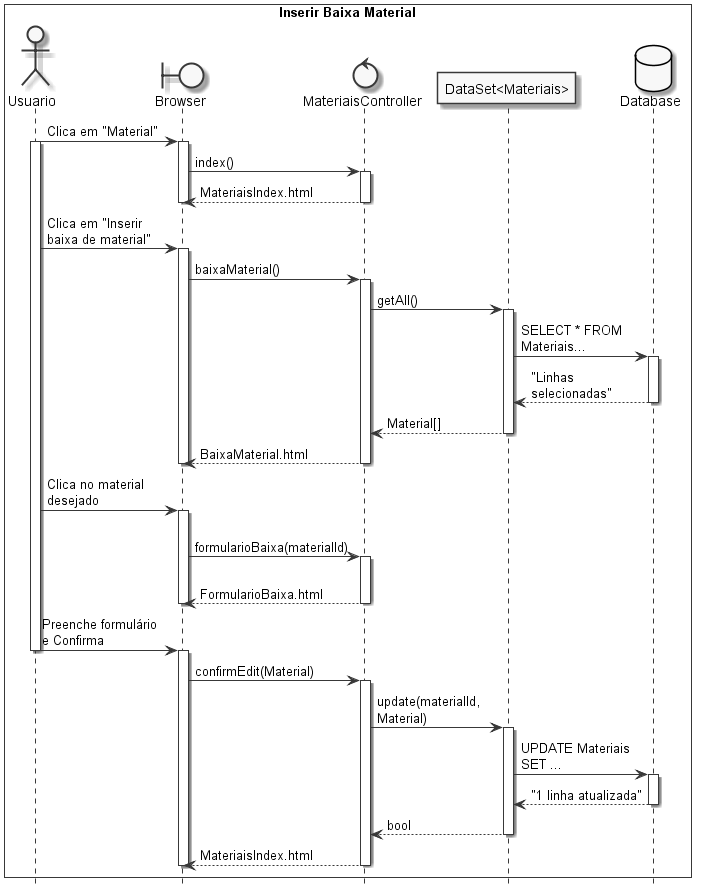 Inserir Baixa Material
Usuario
Browser
MateriaisController
DataSet<Materiais>
Database
Clica em "Material"
index()
MateriaisIndex.html
Clica em "Inserir
baixa de material"
baixaMaterial()
getAll()
SELECT * FROM
Materiais...
"Linhas
selecionadas"
Material[]
BaixaMaterial.html
Clica no material
desejado
formularioBaixa(materialId)
FormularioBaixa.html
Preenche formulário
e Confirma
confirmEdit(Material)
update(materialId,
Material)
UPDATE Materiais
SET ...
"1 linha atualizada"
bool
MateriaisIndex.html